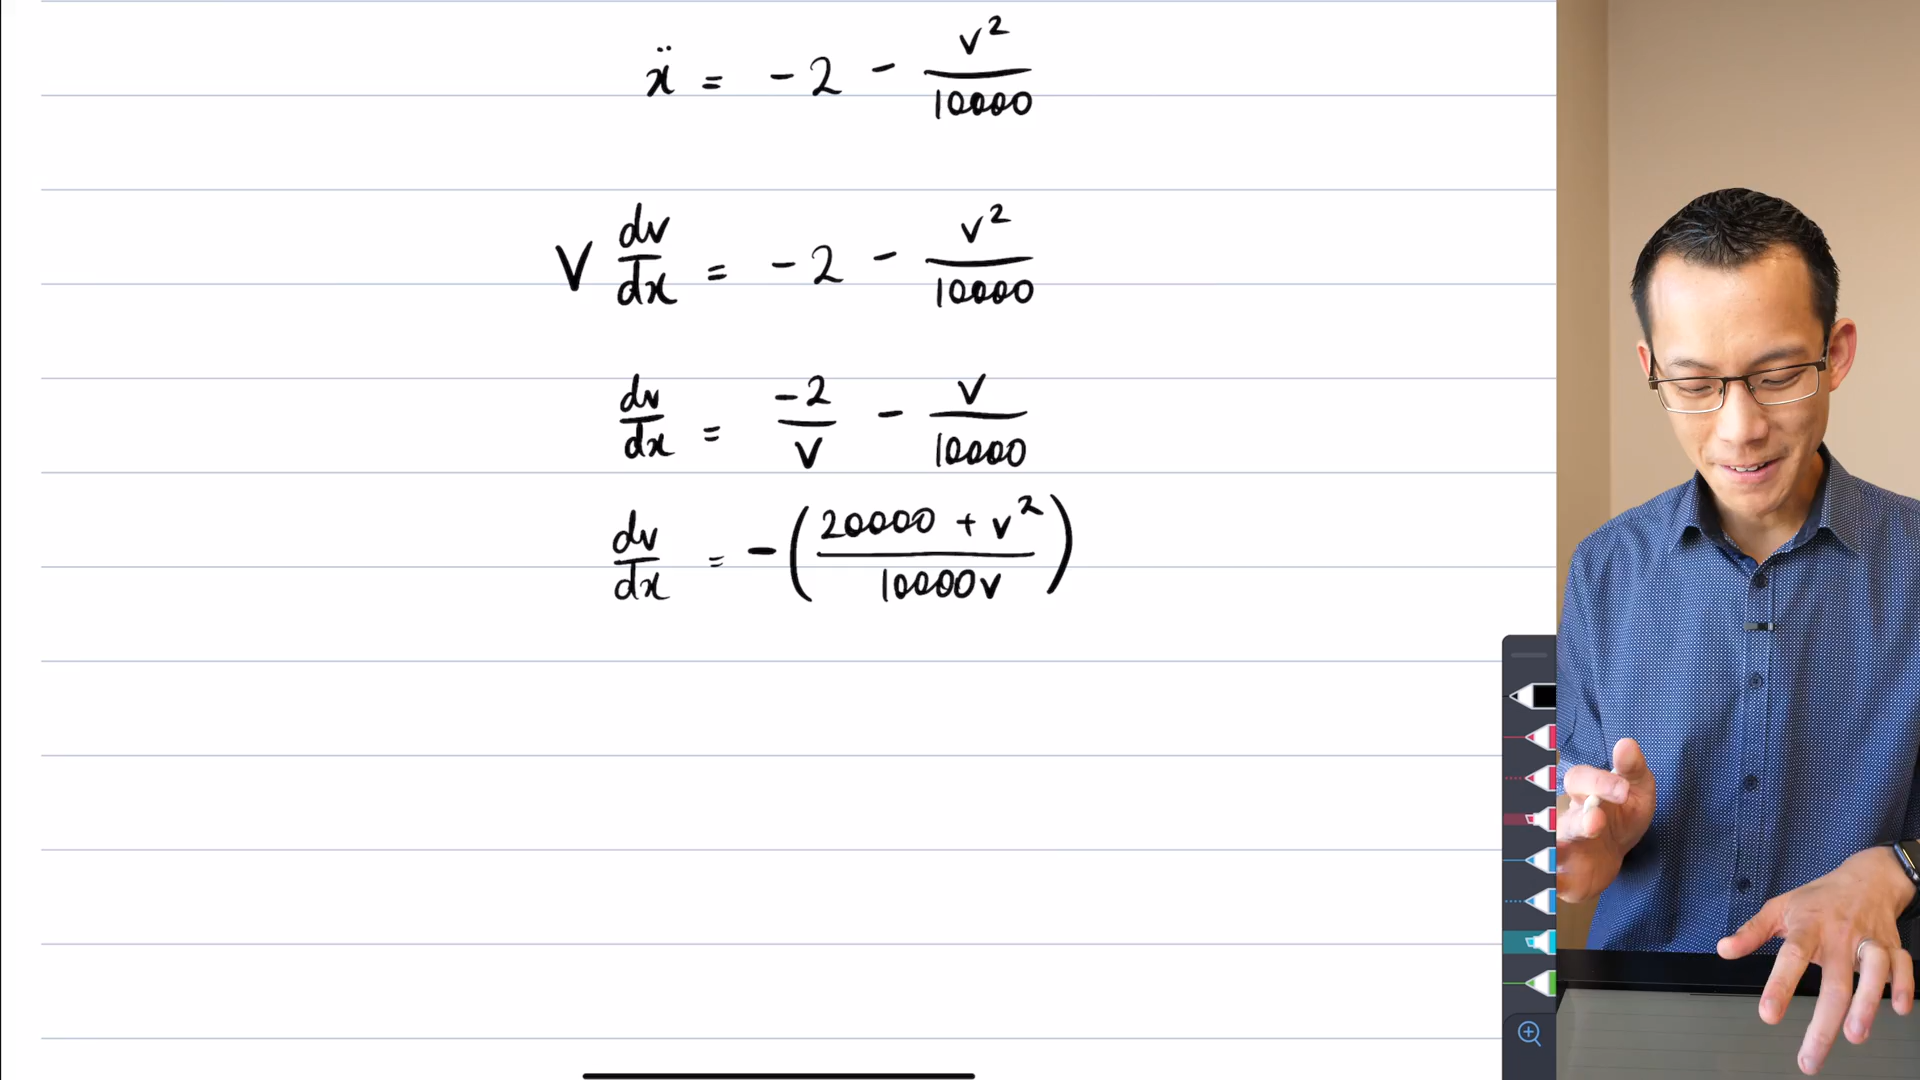 ẍ = -2 - v²/10000
v dv/dx = -2 - v²/10000
dv/dx = -2/v - v/10000
dv/dx = -(20000 + v²/10000v)